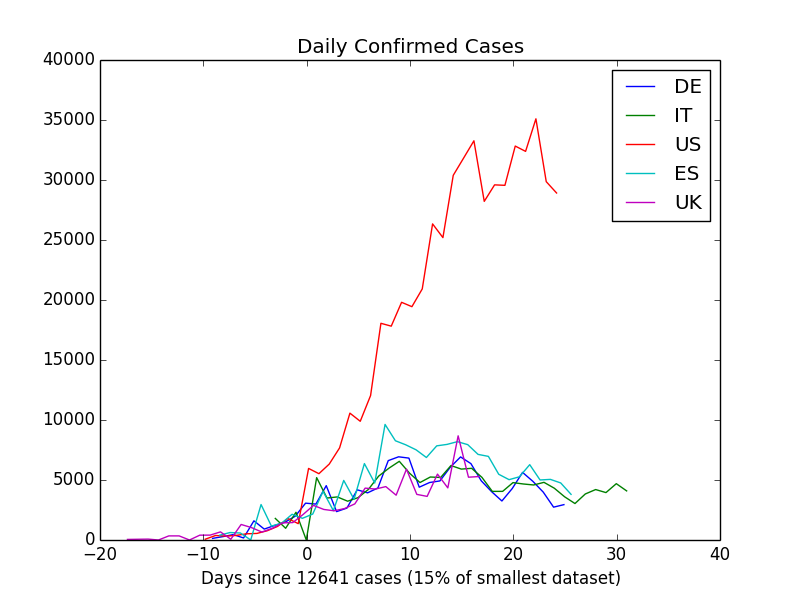 Daily Confirmed Cases
40000
35000
30000
25000
20000
15000
10000
5000
0
DE
IT
US
ES
UK
−20
−10
0
10
20
30
40
Days since 12641 cases (15% of smallest dataset)